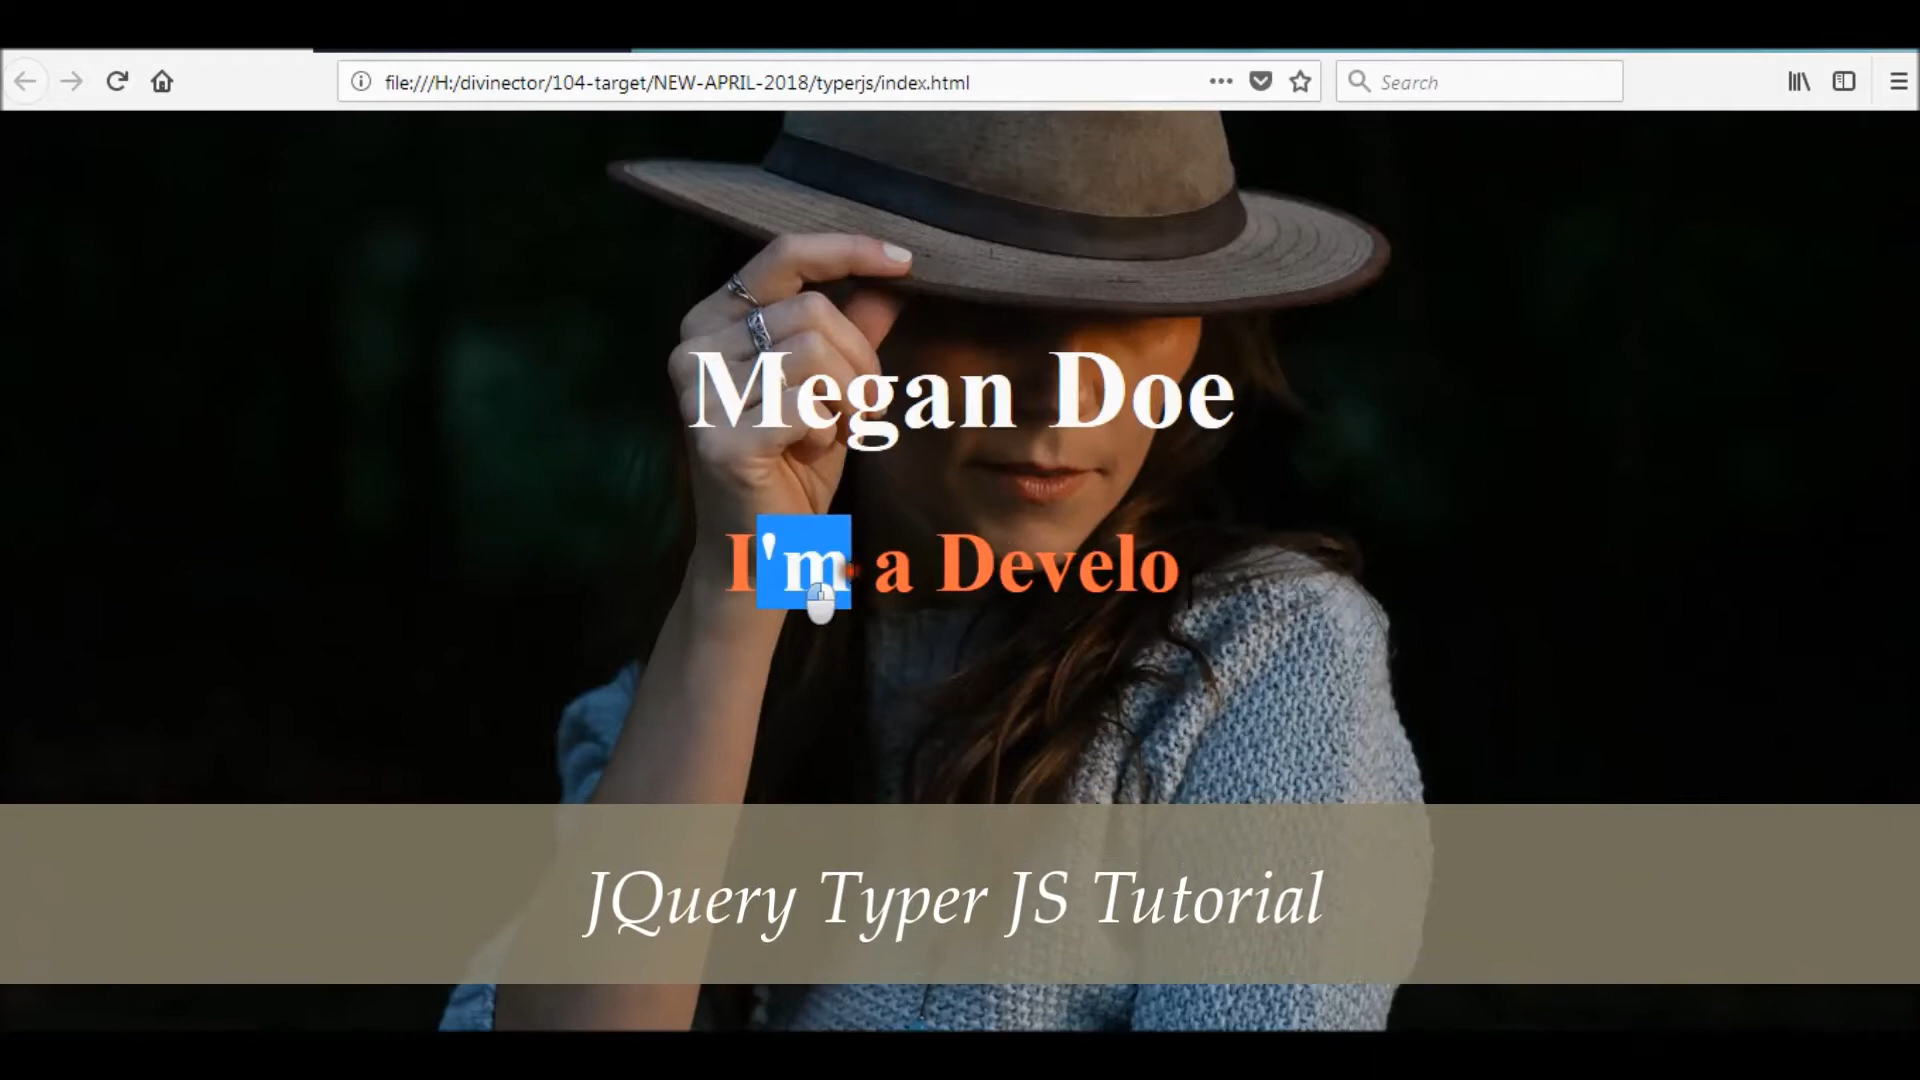 file:///H:/divinector/104-target/NEW-APRIL-2018/typerjs/index.html
Search
Megan Doe
I'm a Develo
JQuery Typer JS Tutorial